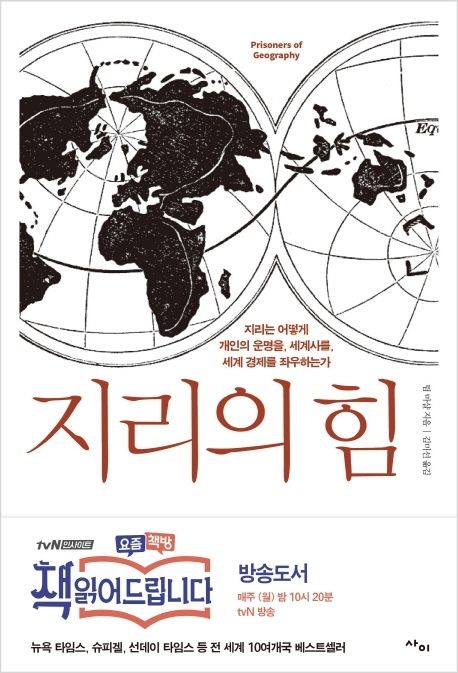 Prisoners of
Geography
Equ
지리는 어떻게
개인의 운명을, 세계사를,
세계 경제를 좌우하는가
지리의 힘
팀 마샬 지음 | 김미선 옮김
tvN 인사이트
요즘 책방
책 읽어드립니다
방송도서
매주 (월) 밤 10시 20분
tvN 방송
뉴욕 타임스, 슈피겔, 선데이 타임스 등 전 세계 10여개국 베스트셀러
사이